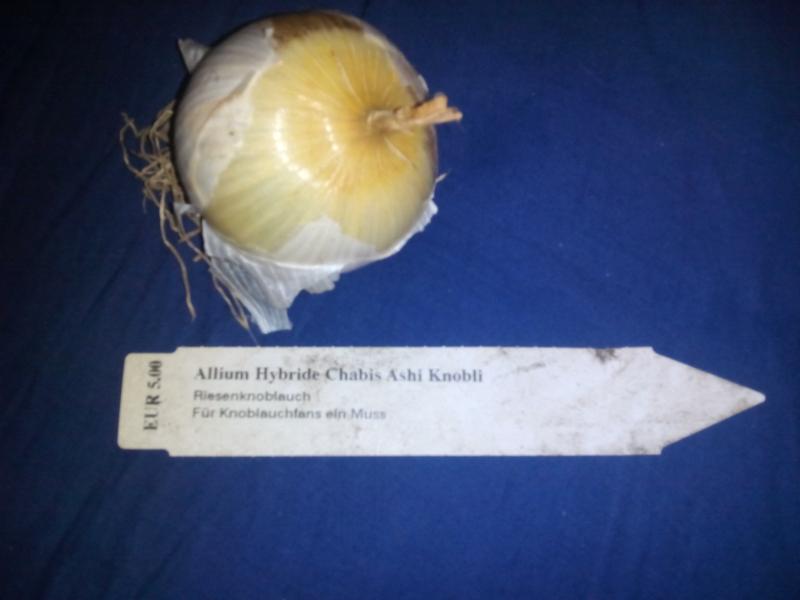 EUR 5.00
Allium Hybride Chabis Ashi Knobli
Riesenknoblauch
Für Knoblauchfans ein Muss